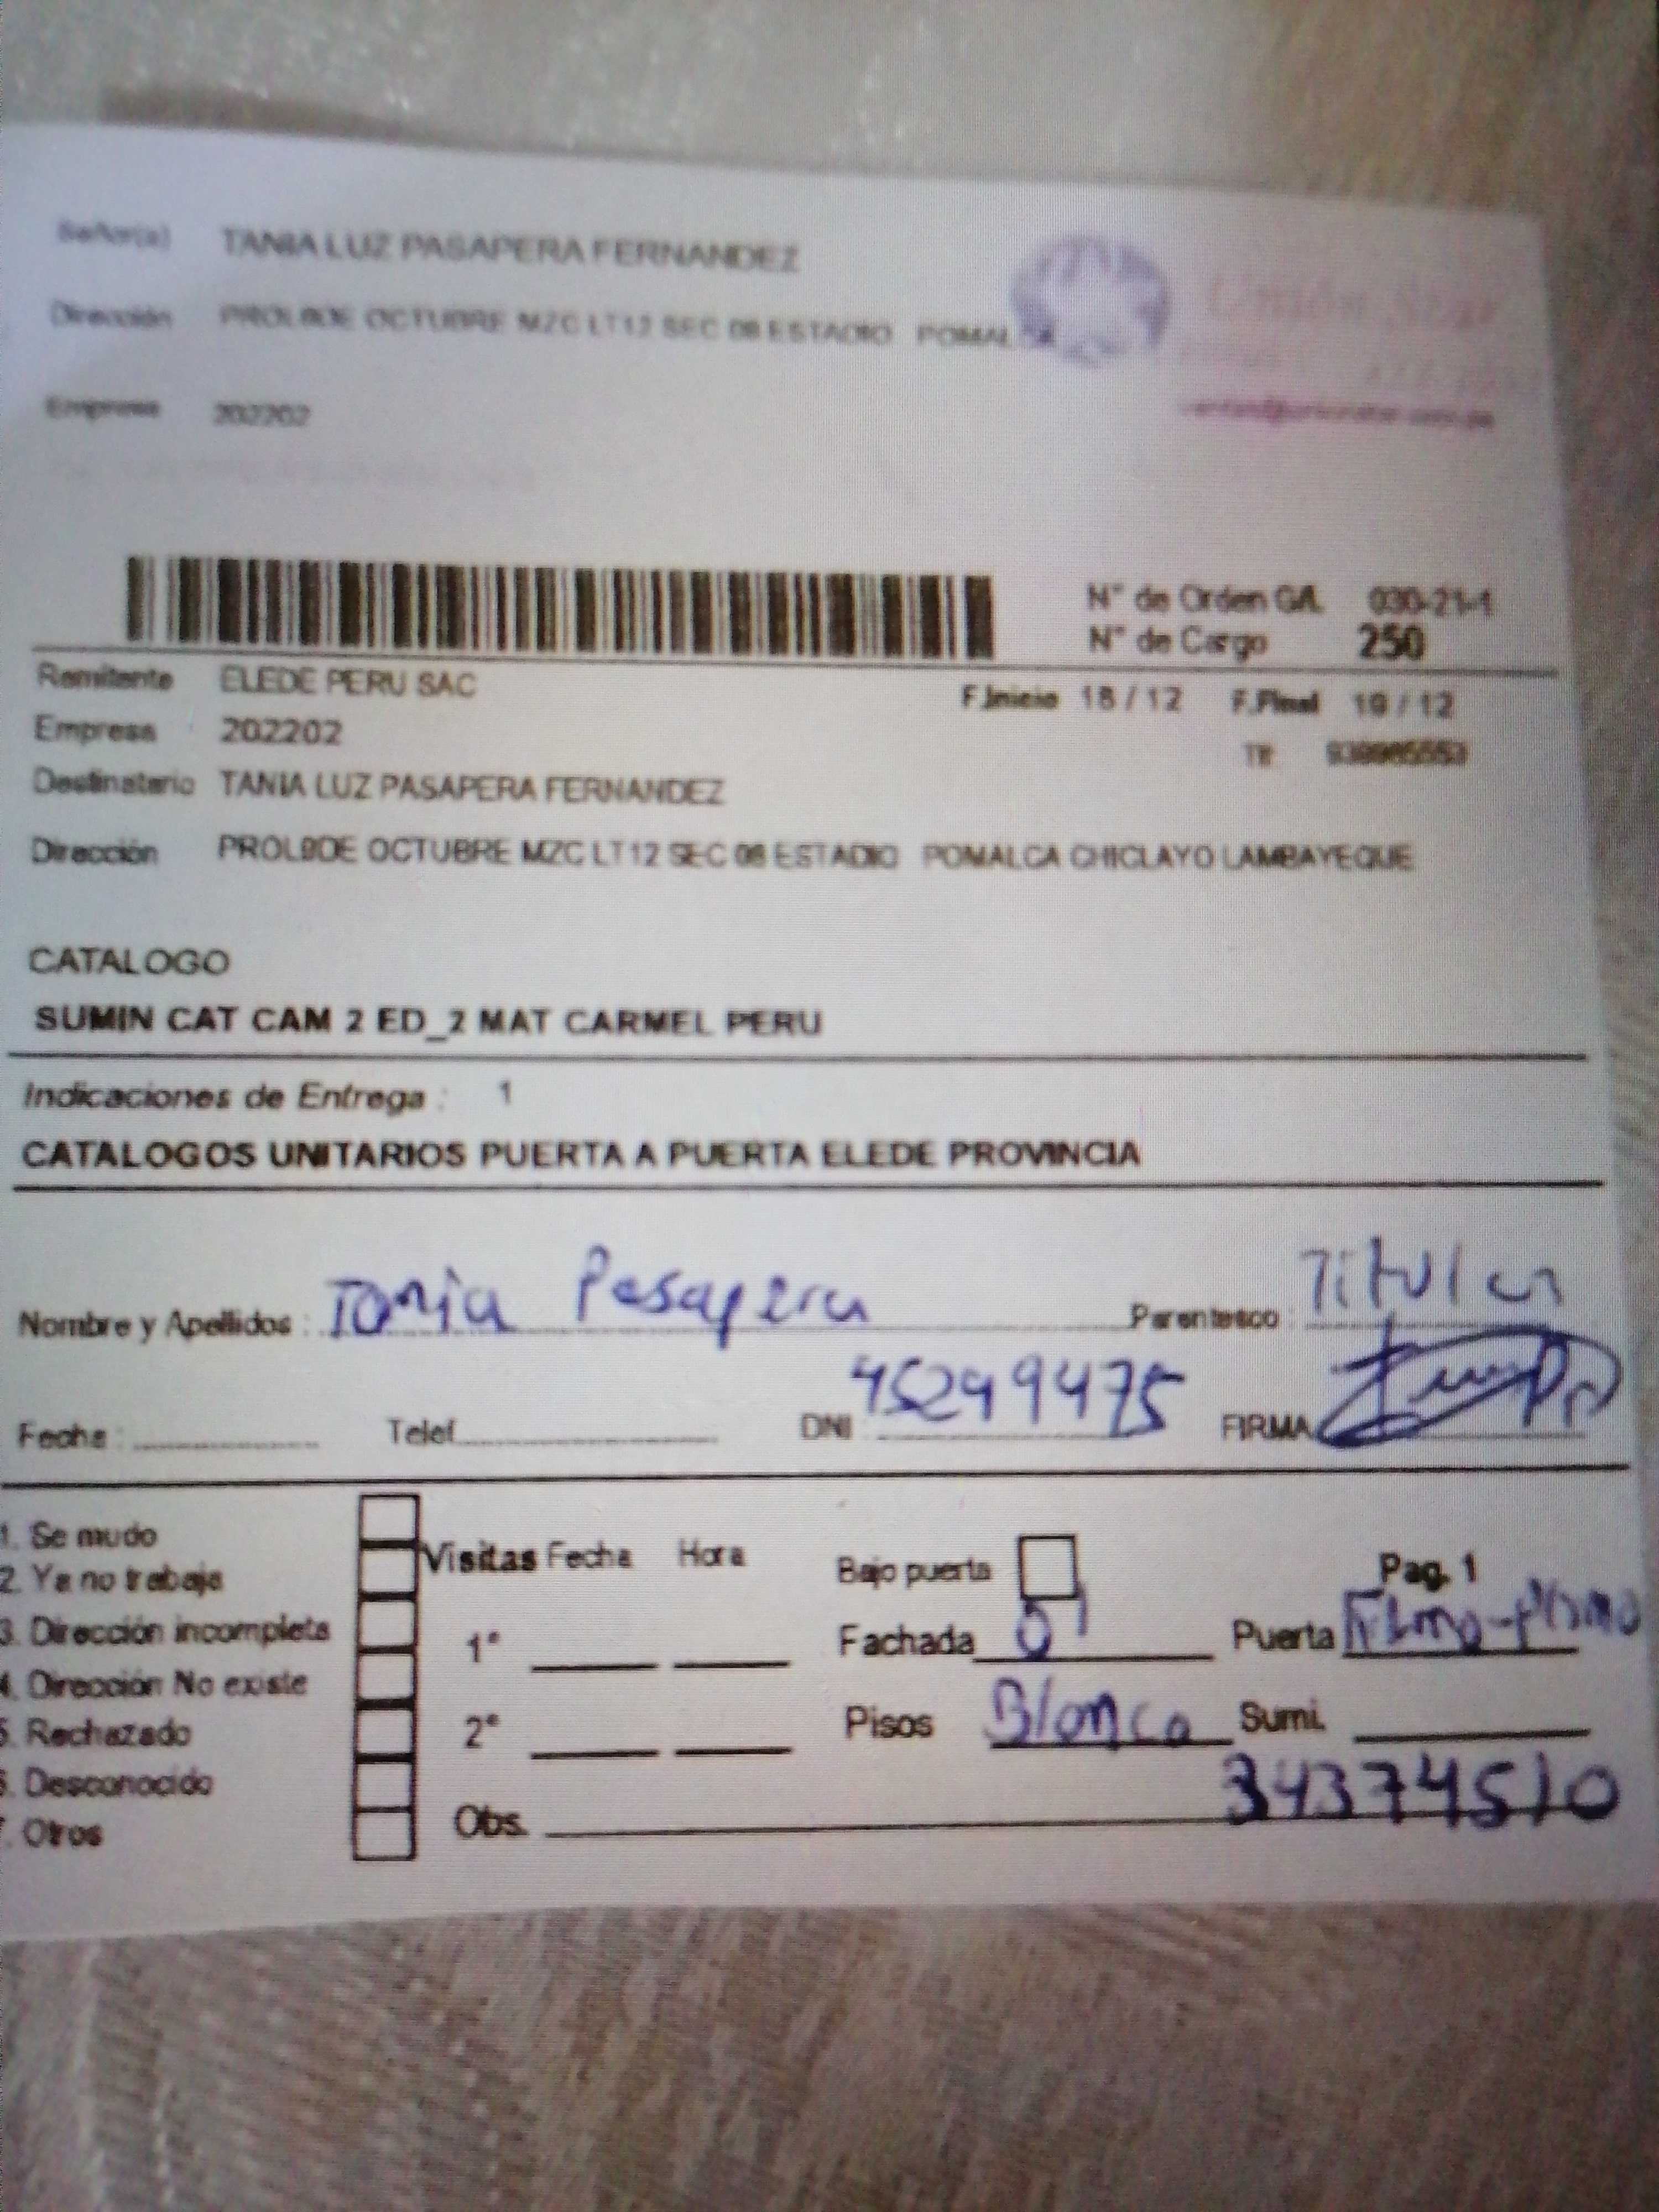 Señor(a) TANIA LUZ PASAPERA FERNANDEZ
Dirección PROL8DE OCTUBRE MZC LT12 SEC 08 ESTADIO POMALCA
Unión Star
Empresa 202202
N° de Orden GA. 030-21-1
N° de Cargo 250
Remitente ELEDE PERU SAC
F.Inicio 18 / 12 F.Final 19 / 12
Empresa 202202
Destinatario TANIA LUZ PASAPERA FERNANDEZ
Dirección PROL8DE OCTUBRE MZC LT12 SEC 08 ESTADIO POMALCA CHICLAYO LAMBAYEQUE
CATALOGO
SUMIN CAT CAM 2 ED_2 MAT CARMEL PERU
Indicaciones de Entrega : 1
CATALOGOS UNITARIOS PUERTA A PUERTA ELEDE PROVINCIA
Nombre y Apellidos : Tania Pasapera Parentesco : Titular
Fecha : Telef. DNI 45249475 FIRMA
1. Se mudo
2. Ya no trabaja
3. Dirección incompleta
4. Dirección No existe
5. Rechazado
6. Desconocido
7. Otros
Visitas Fecha Hora
1°
2°
Obs. 34374510
Bajo puerta
Pag. 1
Fachada 01 Puerta
Pisos Blanco Sumi.